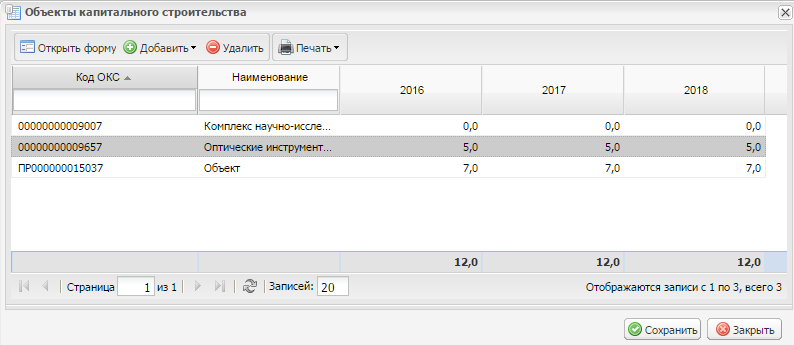 Объекты капитального строительства
Открыть форму Добавить Удалить Печать
Код ОКС Наименование 2016 2017 2018
00000000009007 Комплекс научно-иссле... 0,0 0,0 0,0
00000000009657 Оптические инструмент... 5,0 5,0 5,0
ПР000000015037 Объект 7,0 7,0 7,0
12,0 12,0 12,0
Страница 1 из 1 Записей: 20 Отображаются записи с 1 по 3, всего 3
Сохранить Закрыть